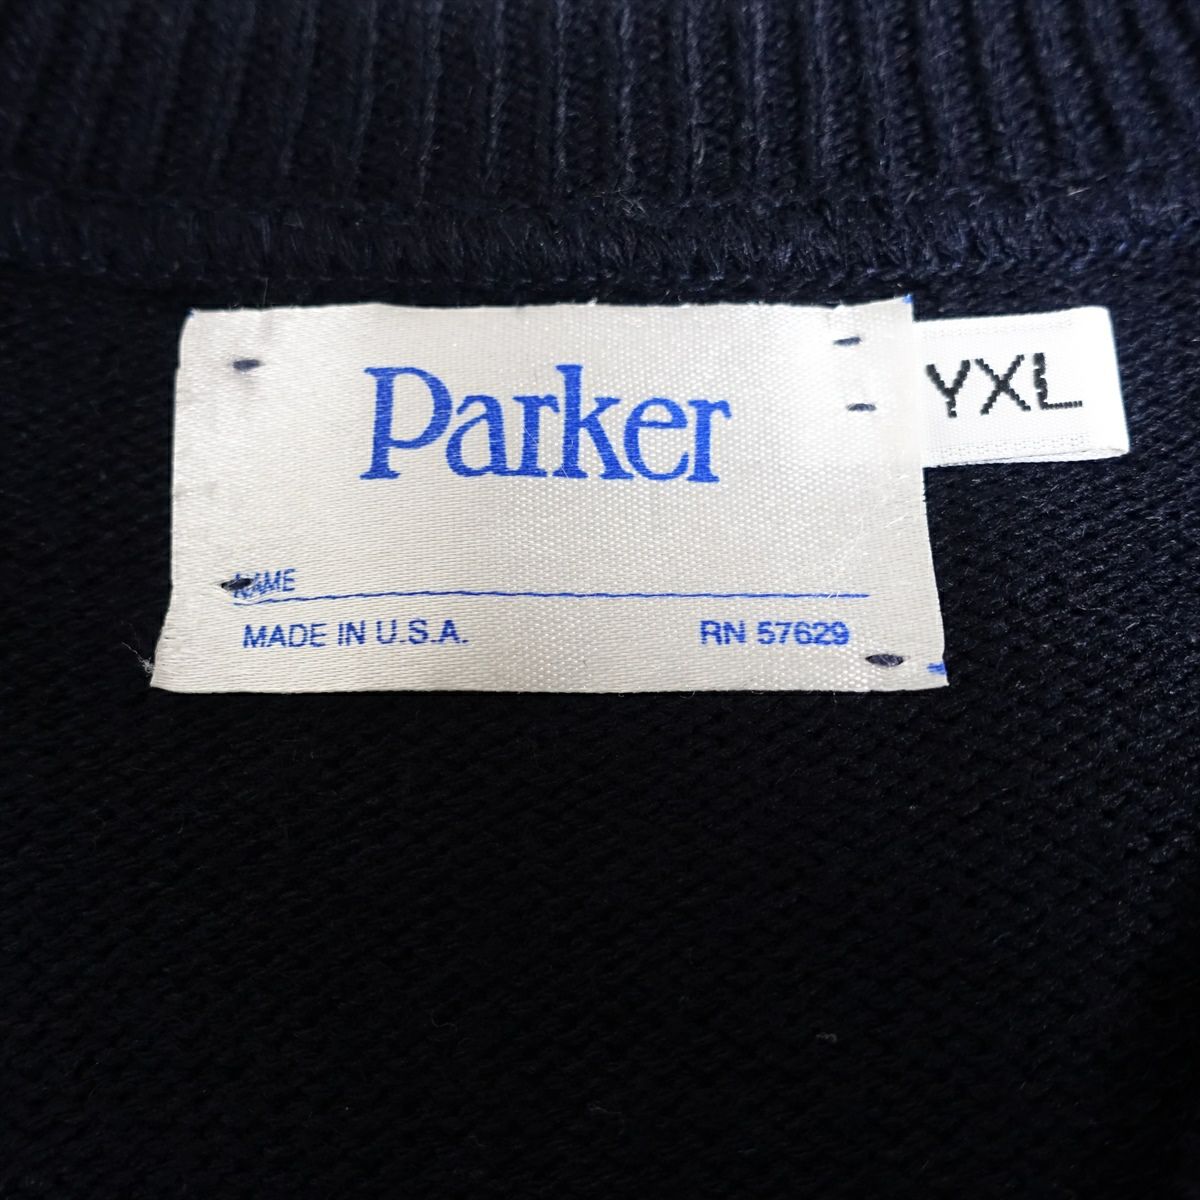 Parker
YXL
NAME
MADE IN U.S.A.
RN 57629